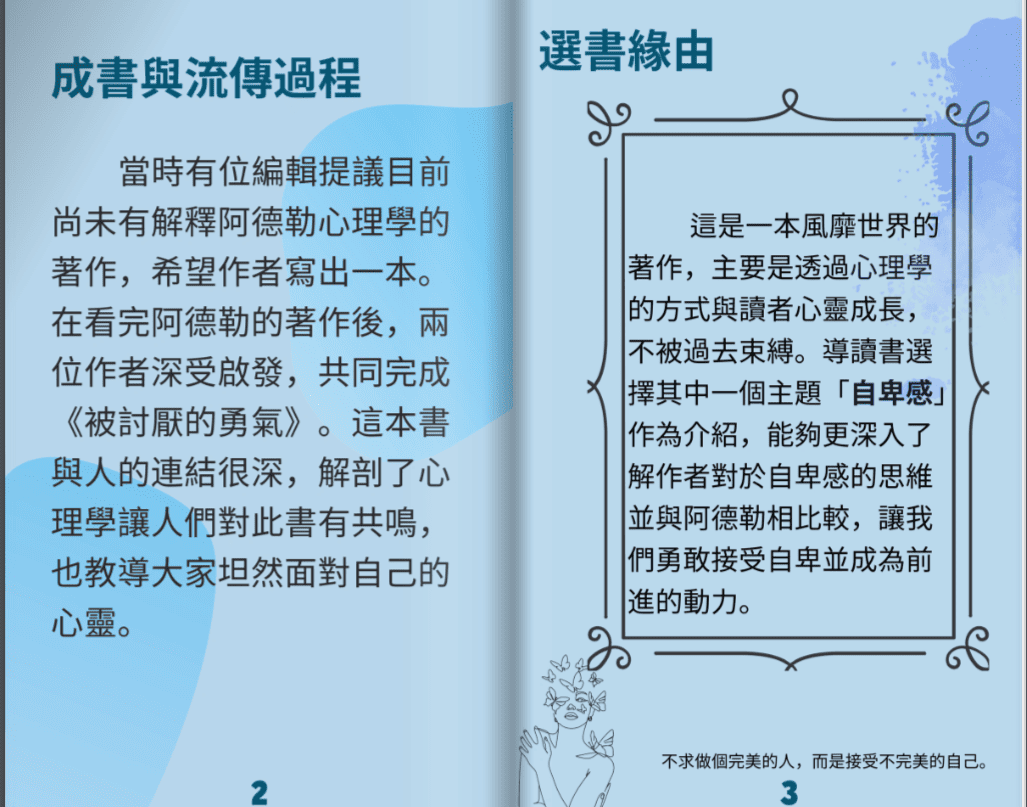 成書與流傳過程
當時有位編輯提議目前
尚未有解釋阿德勒心理學的
著作，希望作者寫出一本。
在看完阿德勒的著作後，兩
位作者深受啟發，共同完成
《被討厭的勇氣》。這本書
與人的連結很深，解剖了心
理學讓人們對此書有共鳴，
也教導大家坦然面對自己的
心靈。
2
選書緣由
這是一本風靡世界的
著作，主要是透過心理學
的方式與讀者心靈成長，
不被過去束縛。導讀書選
擇其中一個主題「自卑感」
作為介紹，能夠更深入了
解作者對於自卑感的思維
並與阿德勒相比較，讓我
們勇敢接受自卑並成為前
進的動力。
不求做個完美的人，而是接受不完美的自己。
3